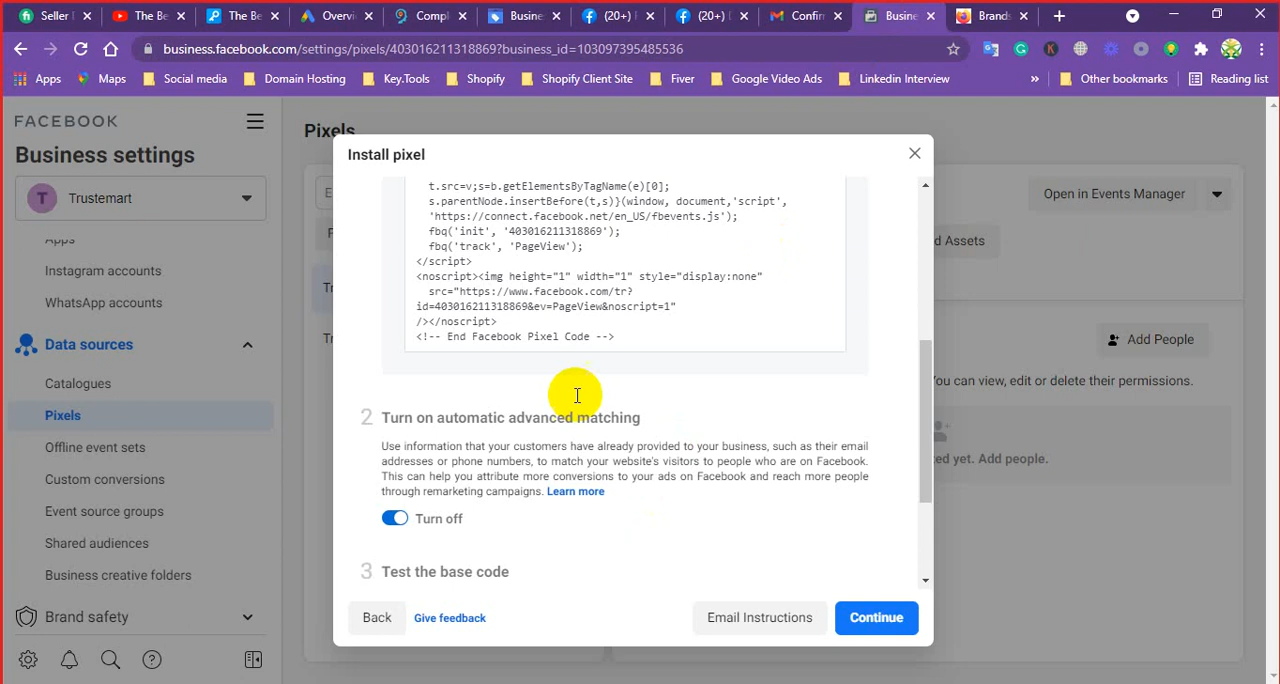 Seller
The Be
The Be
Overvi
Compl
Busine
(20+) F
(20+) [
Confirm
Busine
Brands
business.facebook.com/settings/pixels/403016211318869?business_id=103097395485536
Apps
Maps
Social media
Domain Hosting
Key.Tools
Shopify
Shopify Client Site
Fiver
Google Video Ads
Linkedin Interview
»
Other bookmarks
Reading list
FACEBOOK
Business settings
T
Trustemart
Apps
Instagram accounts
WhatsApp accounts
Data sources
Catalogues
Pixels
Offline event sets
Custom conversions
Event source groups
Shared audiences
Business creative folders
Brand safety
Pixels
Open in Events Manager
d Assets
Add People
You can view, edit or delete their permissions.
ed yet. Add people.
Install pixel
t.src=v;s=b.getElementsByTagName(e)[0];
s.parentNode.insertBefore(t,s)}(window, document,'script',
'https://connect.facebook.net/en_US/fbevents.js');
fbq('init', '403016211318869');
fbq('track', 'PageView');
</script>
<noscript><img height="1" width="1" style="display:none"
src="https://www.facebook.com/tr?
id=403016211318869&ev=PageView&noscript=1"
/></noscript>
<!-- End Facebook Pixel Code -->
2 Turn on automatic advanced matching
Use information that your customers have already provided to your business, such as their email
addresses or phone numbers, to match your website's visitors to people who are on Facebook.
This can help you attribute more conversions to your ads on Facebook and reach more people
through remarketing campaigns. Learn more
Turn off
3 Test the base code
Back
Give feedback
Email Instructions
Continue